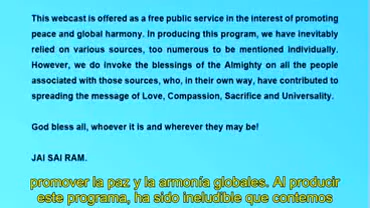 This webcast is offered as a free public service in the interest of promoting
peace and global harmony. In producing this program, we have inevitably
relied on various sources, too numerous to be mentioned individually.
However, we do invoke the blessings of the Almighty on all the people
associated with those sources, who, in their own way, have contributed to
spreading the message of Love, Compassion, Sacrifice and Universality.
God bless all, whoever it is and wherever they may be!
JAI SAI RAM.
promover la paz y la armonía globales. Al producir
este programa, ha sido ineludible que contemos